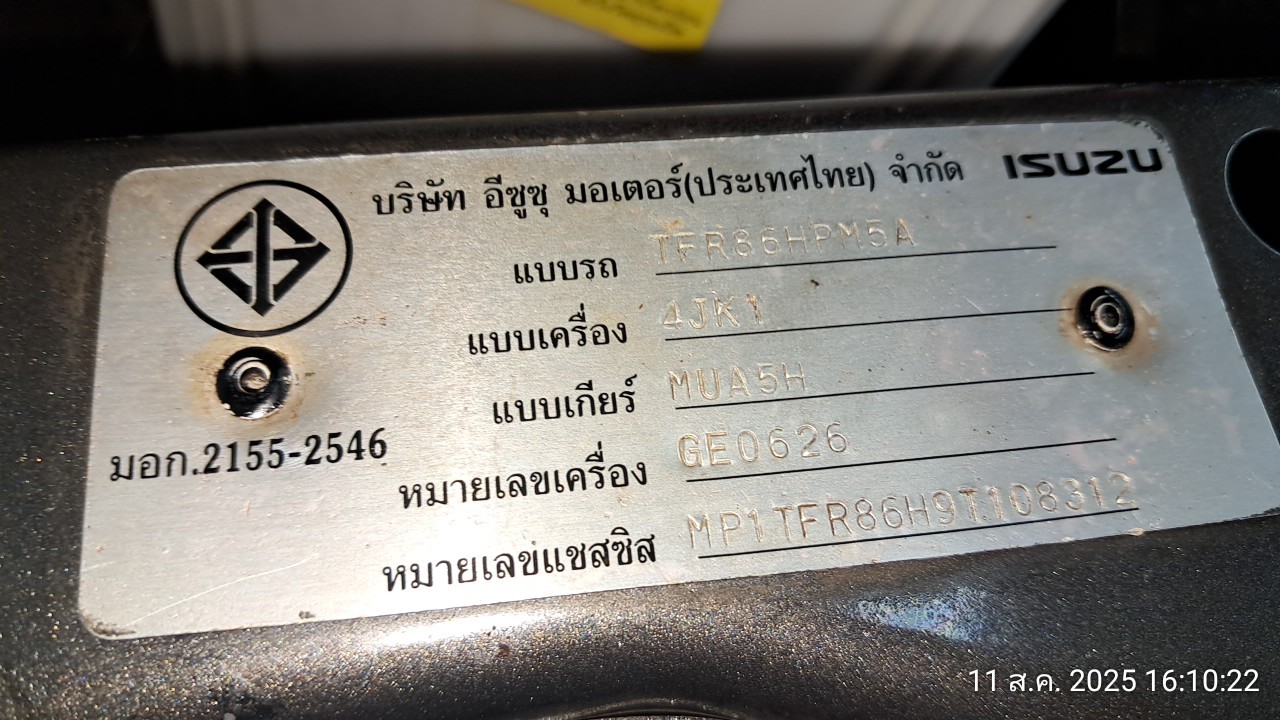 บริษัท อีซูซุ มอเตอร์(ประเทศไทย) จำกัด ISUZU
แบบรถ TFR86HPM5A
แบบเครื่อง 4JK1
แบบเกียร์ MUA5H
มอก.2155-2546
หมายเลขเครื่อง GE0626
หมายเลขแชสซิส MP1TFR86H9T108312
11 ส.ค. 2025 16:10:22